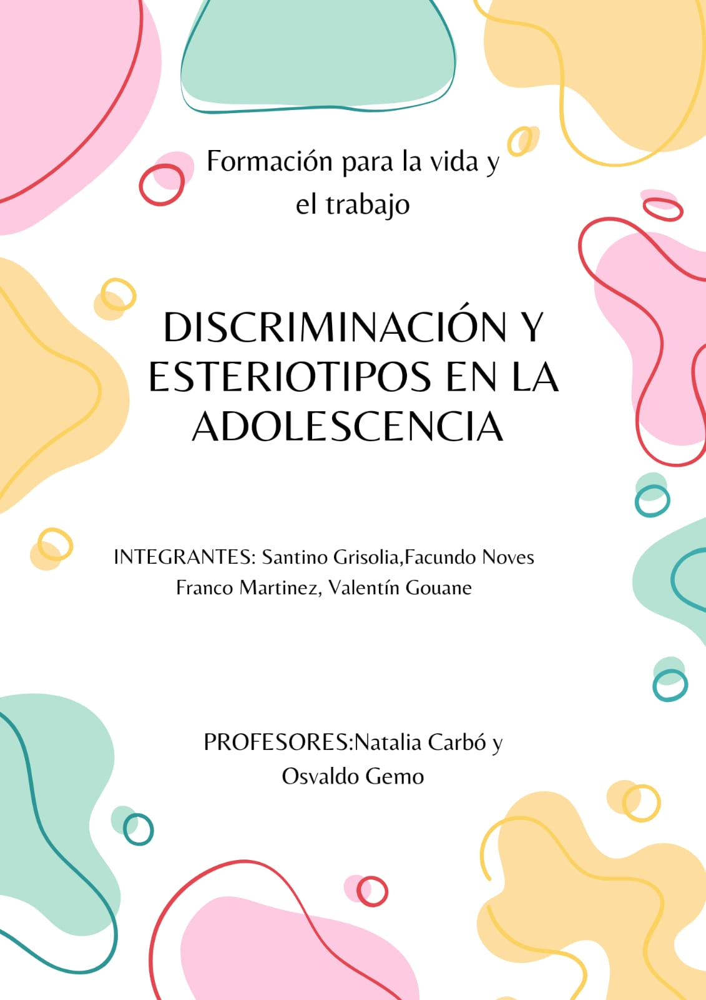 Formación para la vida y
el trabajo
DISCRIMINACIÓN Y
ESTERIOTIPOS EN LA
ADOLESCENCIA
INTEGRANTES: Santino Grisolia,Facundo Noves
Franco Martinez, Valentín Gouane
PROFESORES:Natalia Carbó y
Osvaldo Gemo